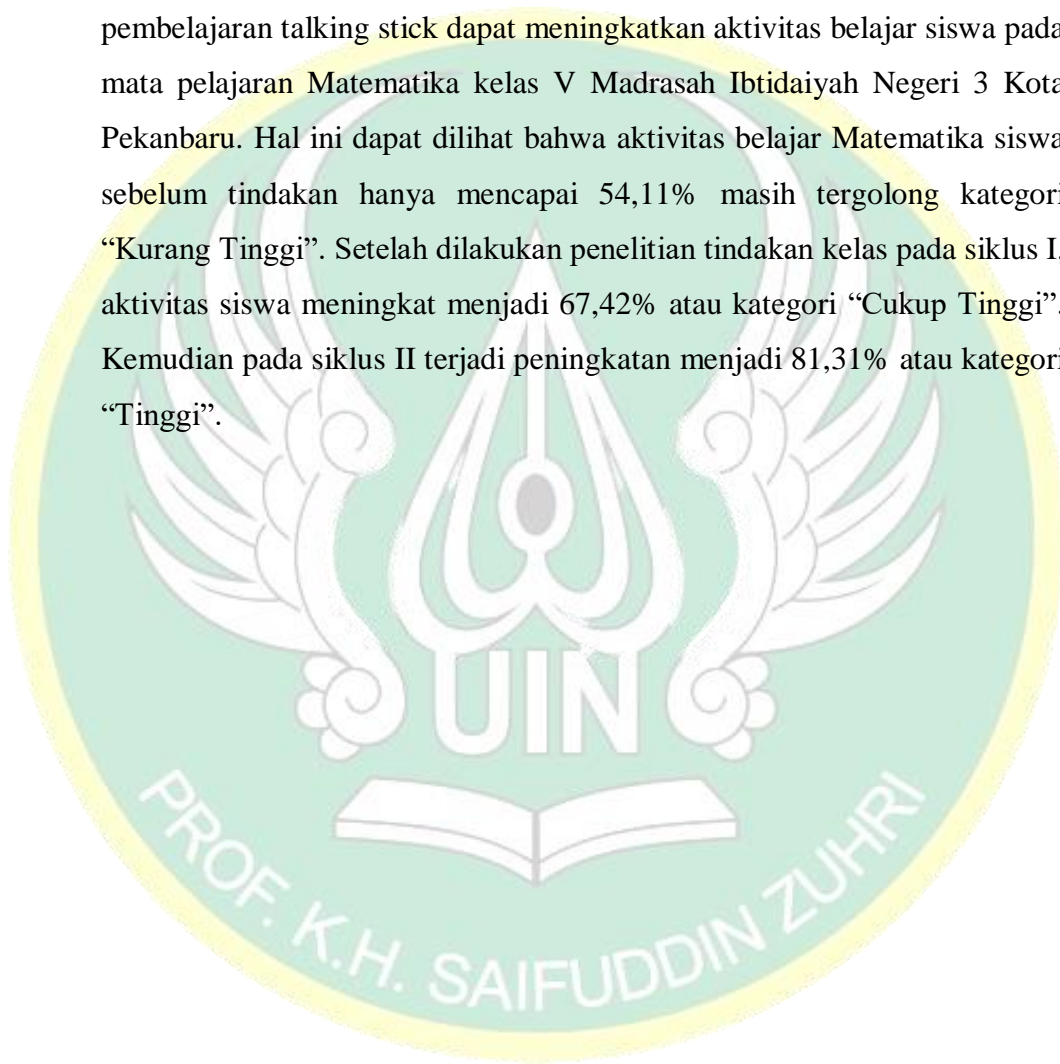 pembelajaran talking stick dapat meningkatkan aktivitas belajar siswa pada
mata pelajaran Matematika kelas V Madrasah Ibtidaiyah Negeri 3 Kota
Pekanbaru. Hal ini dapat dilihat bahwa aktivitas belajar Matematika siswa
sebelum tindakan hanya mencapai 54,11% masih tergolong kategori
“Kurang Tinggi”. Setelah dilakukan penelitian tindakan kelas pada siklus I,
aktivitas siswa meningkat menjadi 67,42% atau kategori “Cukup Tinggi”.
Kemudian pada siklus II terjadi peningkatan menjadi 81,31% atau kategori
“Tinggi”.
UIN
PROF. K.H. SAIFUDDIN ZUHRI